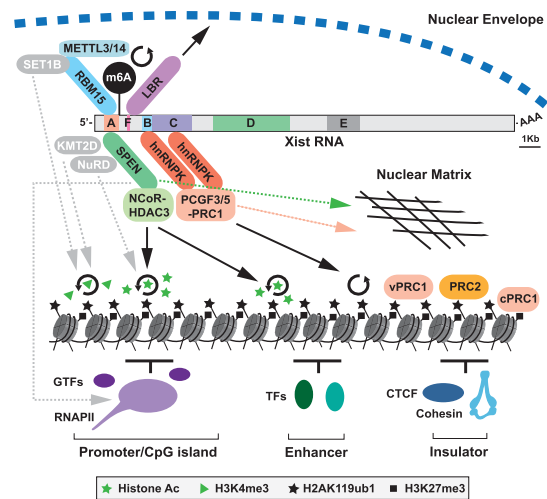 Nuclear Envelope
METTL3/14
SET1B
m6A
RBM15
LBR
5'-
A
F
B
C
D
E
-AAA
Xist RNA
1Kb
KMT2D
NuRD
SPEN
hnRNPK
hnRNPK
Nuclear Matrix
NCoR-
HDAC3
PCGF3/5
-PRC1
vPRC1
PRC2
cPRC1
GTFs
RNAPII
TFs
CTCF
Cohesin
Promoter/CpG island
Enhancer
Insulator
Histone Ac
H3K4me3
H2AK119ub1
H3K27me3